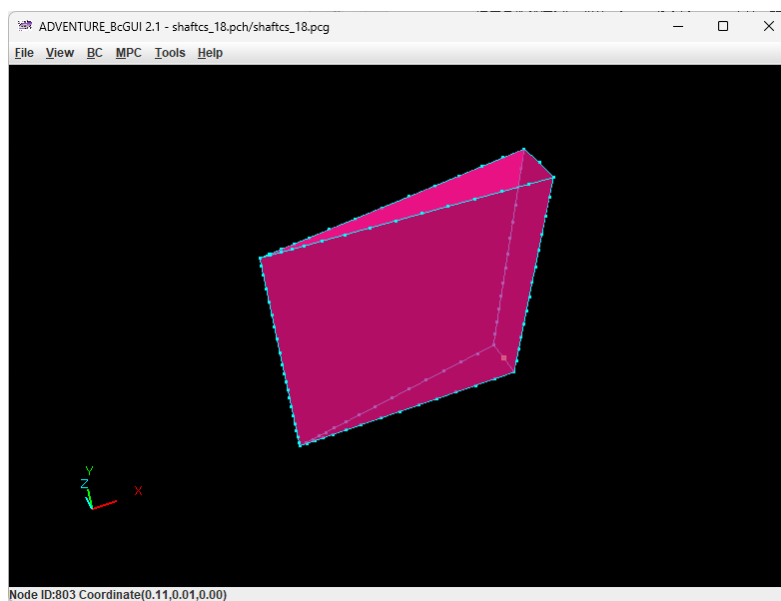 ADVENTURE_BcGUI 2.1 - shaftcs_18.pch/shaftcs_18.pcg
File View BC MPC Tools Help
Y
Z
X
Node ID:803 Coordinate(0.11,0.01,0.00)